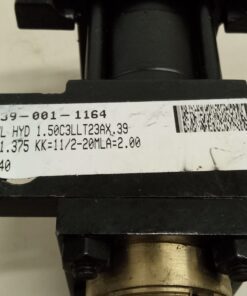 39-001-1164
L HYD 1.50C3LLT23AX.39
1.375 KK=11/2-20MLA=2.00
40